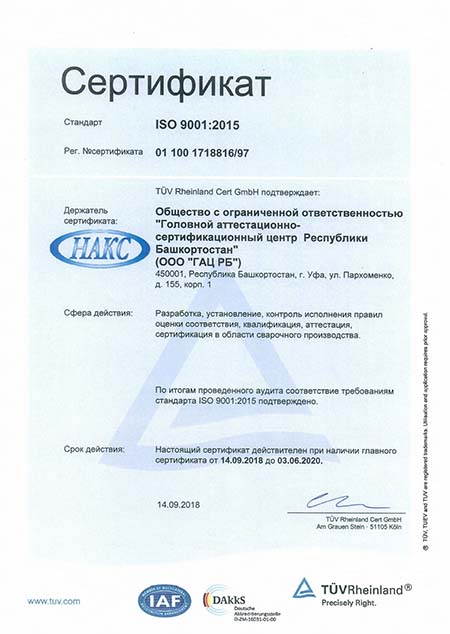 Сертификат
Стандарт
ISO 9001:2015
Рег. №сертификата
01 100 1718816/97
TÜV Rheinland Cert GmbH подтверждает:
Держатель
сертификата:
НАКС
Общество с ограниченной ответственностью
"Головной аттестационно-
сертификационный центр Республики
Башкортостан"
(ООО "ГАЦ РБ")
450001, Республика Башкортостан, г. Уфа, ул. Пархоменко,
д. 155, корп. 1
Сфера действия:
Разработка, установление, контроль исполнения правил
оценки соответствия, квалификация, аттестация,
сертификация в области сварочного производства.
По итогам проведенного аудита соответствие требованиям
стандарта ISO 9001:2015 подтверждено.
Срок действия:
Настоящий сертификат действителен при наличии главного
сертификата от 14.09.2018 до 03.06.2020.
14.09.2018
TÜV Rheinland Cert GmbH
Am Grauen Stein · 51105 Köln
® TÜV, TUEV and TUV are registered trademarks. Utilisation and application requires prior approval.
www.tuv.com
IAF
DAkkS
Deutsche
Akkreditierungsstelle
D-ZM-16031-01-00
TÜVRheinland®
Precisely Right.